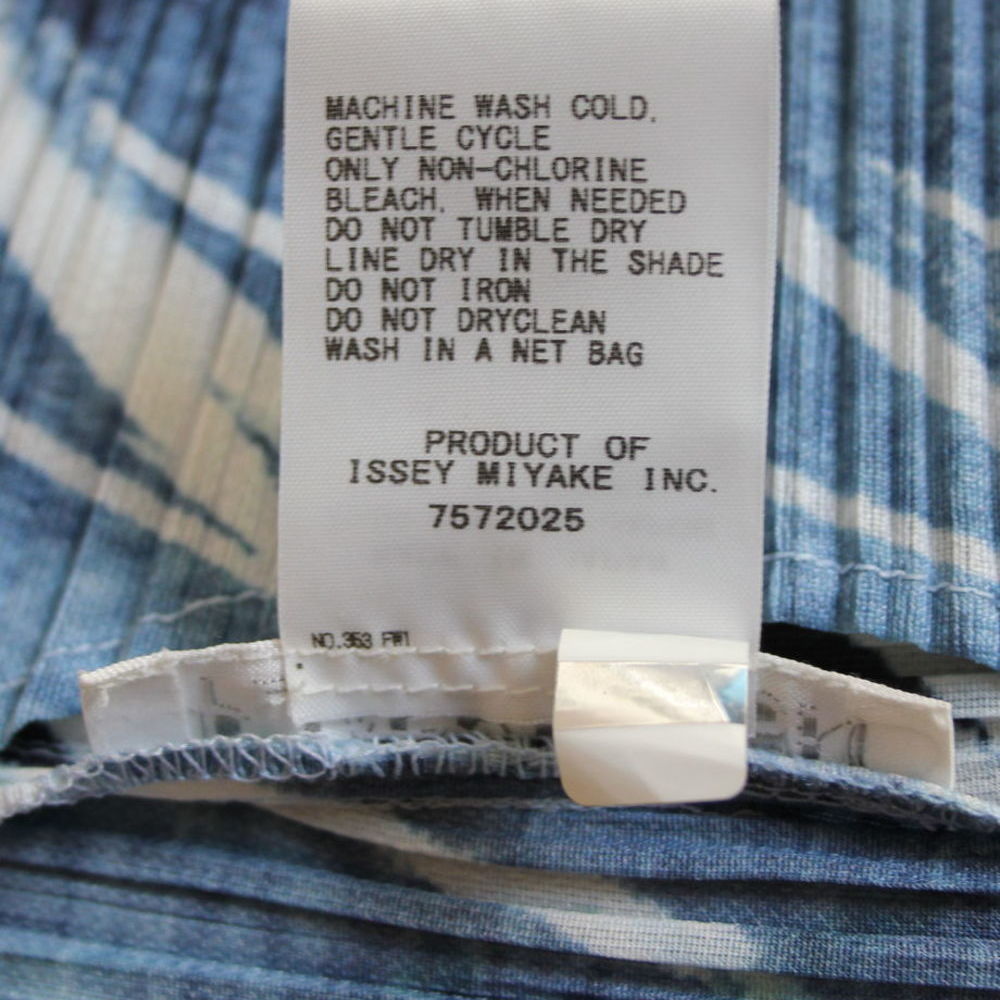 MACHINE WASH COLD,
GENTLE CYCLE
ONLY NON-CHLORINE
BLEACH, WHEN NEEDED
DO NOT TUMBLE DRY
LINE DRY IN THE SHADE
DO NOT IRON
DO NOT DRYCLEAN
WASH IN A NET BAG
PRODUCT OF
ISSEY MIYAKE INC.
7572025
NO.353 FW1